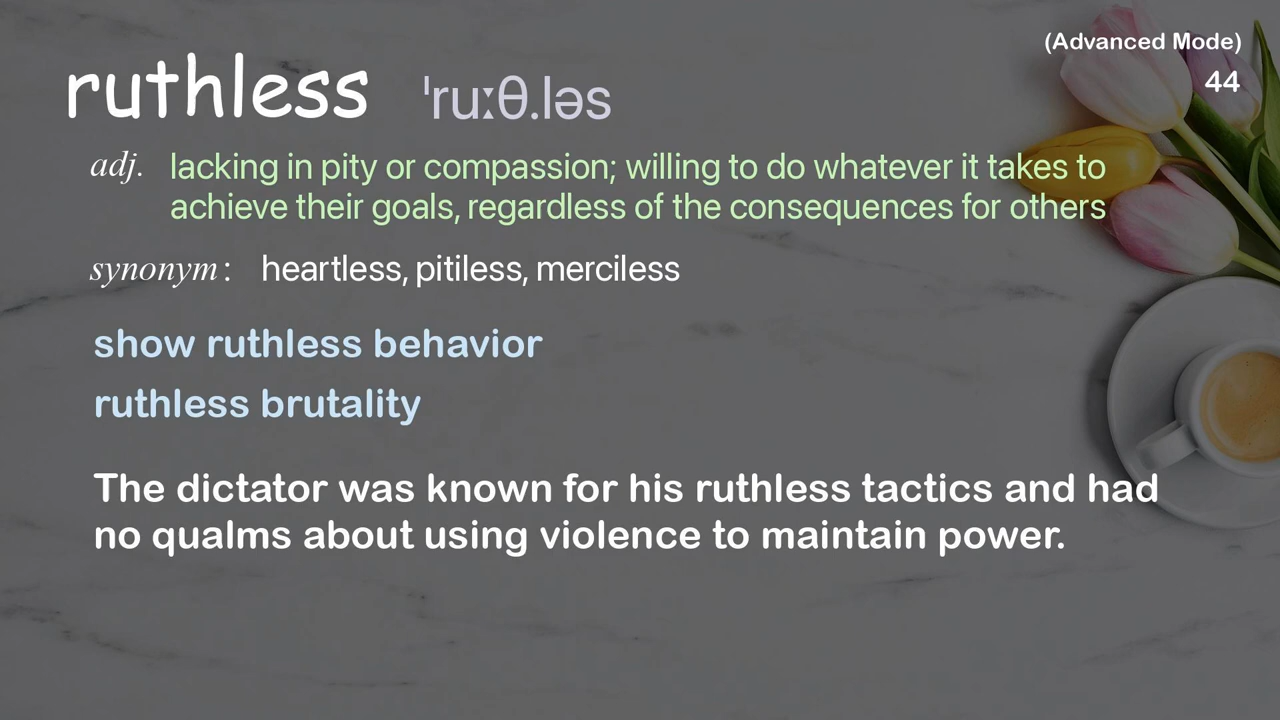 (Advanced Mode)
44
ruthless ˈruːθ.ləs
adj. lacking in pity or compassion; willing to do whatever it takes to
achieve their goals, regardless of the consequences for others
synonym: heartless, pitiless, merciless
show ruthless behavior
ruthless brutality
The dictator was known for his ruthless tactics and had
no qualms about using violence to maintain power.